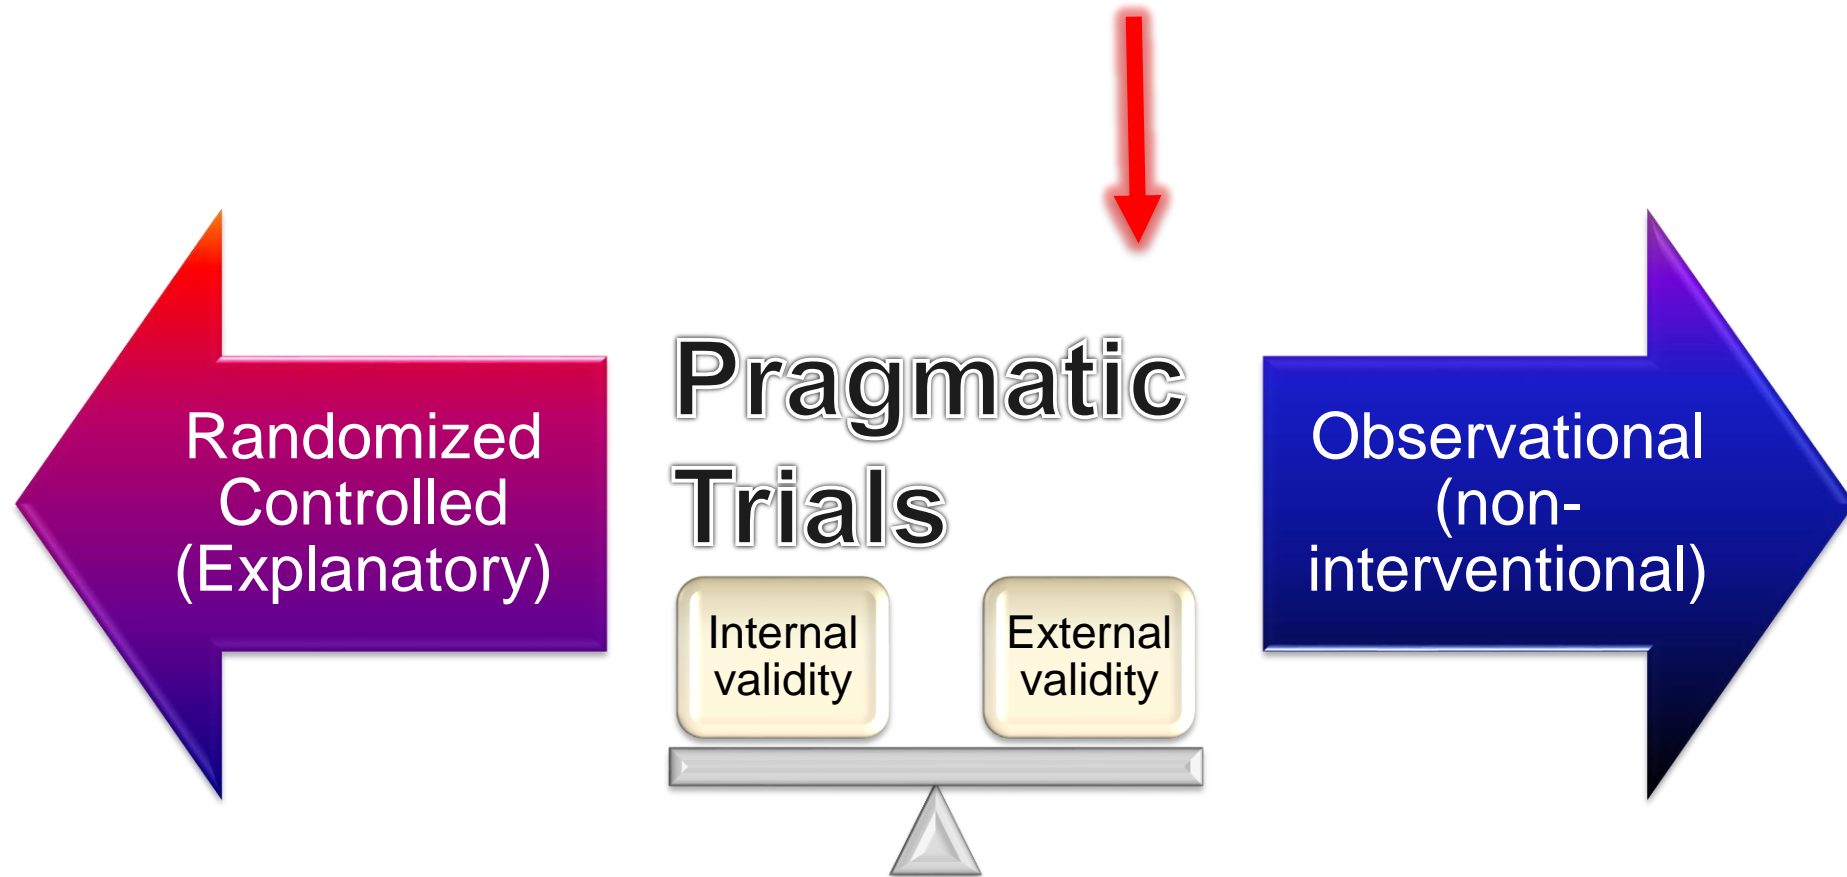 Randomized
Controlled
(Explanatory)
Pragmatic
Trials
Internal
validity
External
validity
Observational
(non-
interventional)